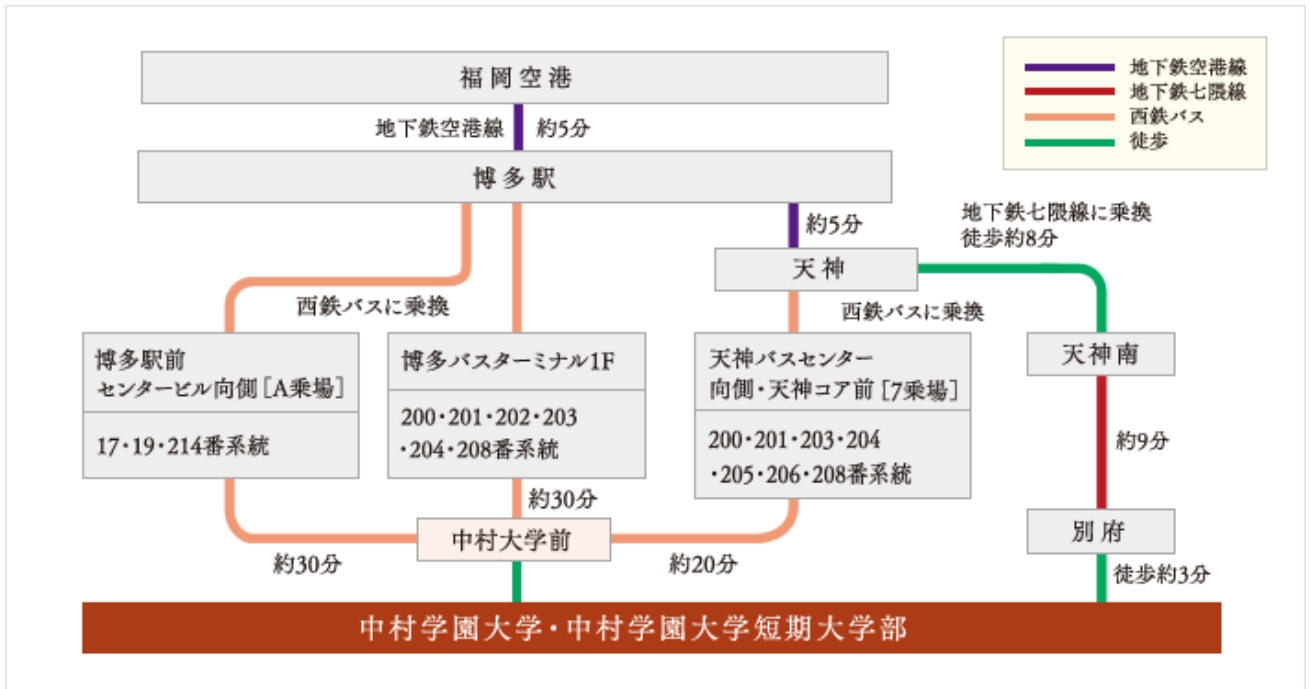 福岡空港
地下鉄空港線
地下鉄七隈線
西鉄バス
徒歩
地下鉄空港線 約5分
博多駅
約5分
地下鉄七隈線に乗換
徒歩約8分
天神
西鉄バスに乗換
西鉄バスに乗換
博多駅前
センタービル向側[A乗場]
17・19・214番系統
博多バスターミナル1F
200・201・202・203
・204・208番系統
天神バスセンター
向側・天神コア前[7乗場]
200・201・203・204
・205・206・208番系統
天神南
約9分
約30分
中村大学前
別府
約30分
約20分
徒歩約3分
中村学園大学・中村学園大学短期大学部